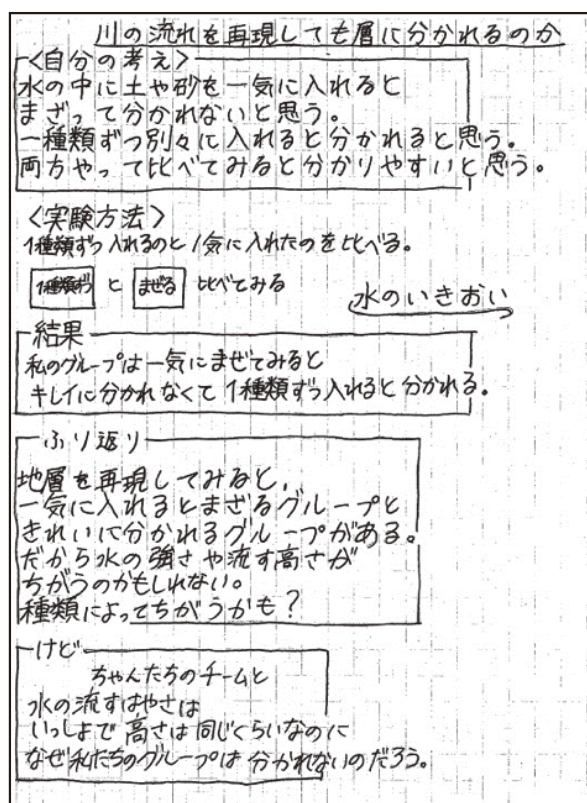 川の流れを再現しても層に分かれるのか
<自分の考え>
水の中に土や砂を一気に入れると
まざって分かれないと思う。
一種類ずつ別々に入れると分かれると思う。
両方やって比べてみると分かりやすいと思う。
<実験方法>
1種類ずつ入れるのと1気に入れたのを比べる。
1種類ずつ と まぜる 比べてみる
水のいきおい
結果
私のグループは一気にまぜてみると
キレイに分かれなくて1種類ずつ入れると分かれる。
ふり返り
地層を再現してみると、
一気に入れるとまざるグループと
きれいに分かれるグループがある。
だから水の強さや流す高さが
ちがうのかもしれない。
種類によってちがうかも?
けど
ちゃんたちのチームと
水の流すはやさは
いっしょで高さは同じくらいなのに
なぜ私たちのグループは分かれないのだろう。